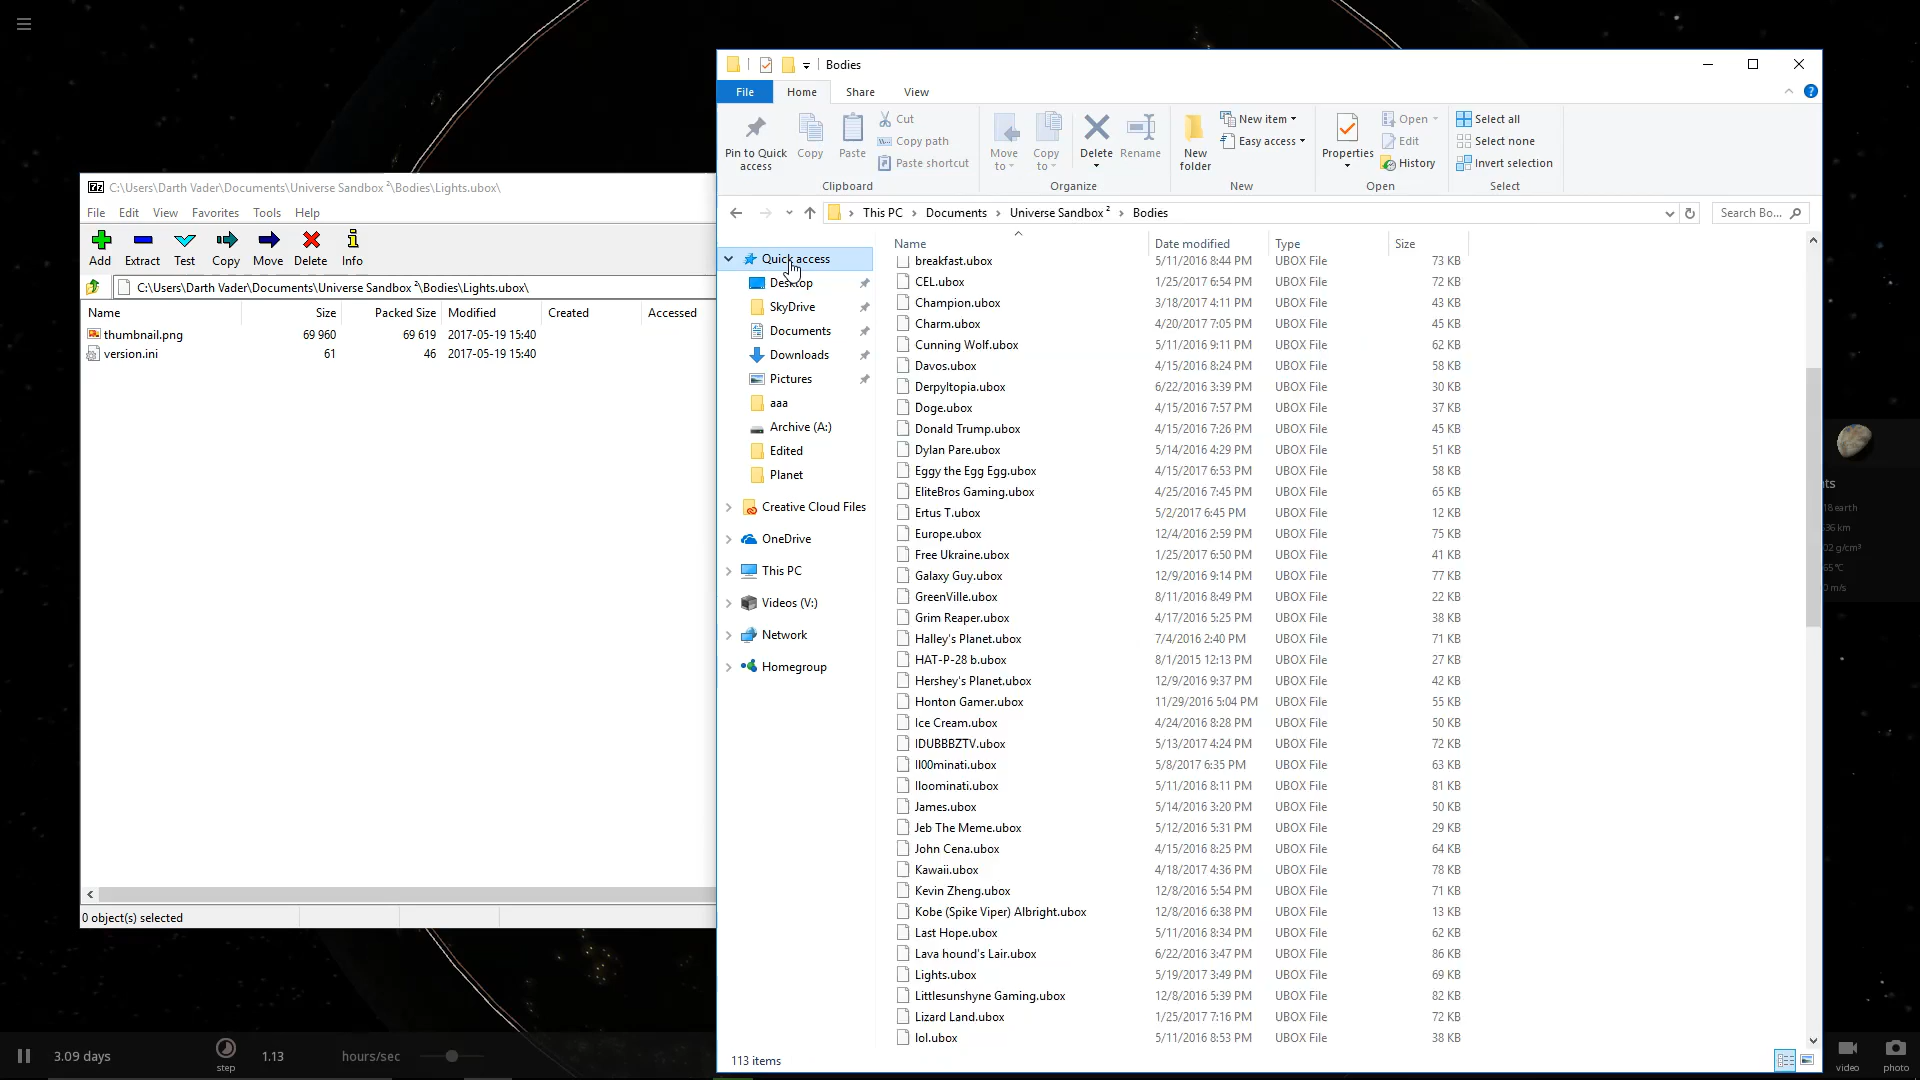 C:\Users\Darth Vader\Documents\Universe Sandbox ²\Bodies\Lights.ubox\
File Edit View Favorites Tools Help
Add Extract Test Copy Move Delete Info
C:\Users\Darth Vader\Documents\Universe Sandbox ²\Bodies\Lights.ubox\
Name Size Packed Size Modified Created Accessed
thumbnail.png 69 960 69 619 2017-05-19 15:40
version.ini 61 46 2017-05-19 15:40
0 object(s) selected
Bodies
File Home Share View
Pin to Quick access
Copy
Paste
Cut
Copy path
Paste shortcut
Clipboard
Move to
Copy to
Delete
Rename
Organize
New folder
New item
Easy access
New
Properties
Open
Edit
History
Open
Select all
Select none
Invert selection
Select
This PC Documents Universe Sandbox ² Bodies
Search Bo...
Quick access
Desktop
SkyDrive
Documents
Downloads
Pictures
aaa
Archive (A:)
Edited
Planet
Creative Cloud Files
OneDrive
This PC
Videos (V:)
Network
Homegroup
Name Date modified Type Size
breakfast.ubox 5/11/2016 8:44 PM UBOX File 73 KB
CEL.ubox 1/25/2017 6:54 PM UBOX File 72 KB
Champion.ubox 3/18/2017 4:11 PM UBOX File 43 KB
Charm.ubox 4/20/2017 7:05 PM UBOX File 45 KB
Cunning Wolf.ubox 5/11/2016 9:11 PM UBOX File 62 KB
Davos.ubox 4/15/2016 8:24 PM UBOX File 58 KB
Derpyltopia.ubox 6/22/2016 3:39 PM UBOX File 30 KB
Doge.ubox 4/15/2016 7:57 PM UBOX File 37 KB
Donald Trump.ubox 4/15/2016 7:26 PM UBOX File 45 KB
Dylan Pare.ubox 5/14/2016 4:29 PM UBOX File 51 KB
Eggy the Egg Egg.ubox 4/15/2017 6:53 PM UBOX File 58 KB
EliteBros Gaming.ubox 4/25/2016 7:45 PM UBOX File 65 KB
Ertus T.ubox 5/2/2017 6:45 PM UBOX File 12 KB
Europe.ubox 12/4/2016 2:59 PM UBOX File 75 KB
Free Ukraine.ubox 1/25/2017 6:50 PM UBOX File 41 KB
Galaxy Guy.ubox 12/9/2016 9:14 PM UBOX File 77 KB
GreenVille.ubox 8/11/2016 8:49 PM UBOX File 22 KB
Grim Reaper.ubox 4/17/2016 5:25 PM UBOX File 38 KB
Halley's Planet.ubox 7/4/2016 2:40 PM UBOX File 71 KB
HAT-P-28 b.ubox 8/1/2015 12:13 PM UBOX File 27 KB
Hershey's Planet.ubox 12/9/2016 9:37 PM UBOX File 42 KB
Honton Gamer.ubox 11/29/2016 5:04 PM UBOX File 55 KB
Ice Cream.ubox 4/24/2016 8:28 PM UBOX File 50 KB
IDUBBBZTV.ubox 5/13/2017 4:24 PM UBOX File 72 KB
Il00minati.ubox 5/8/2017 6:35 PM UBOX File 63 KB
Iloominati.ubox 5/11/2016 8:11 PM UBOX File 81 KB
James.ubox 5/14/2016 3:20 PM UBOX File 50 KB
Jeb The Meme.ubox 5/12/2016 5:31 PM UBOX File 29 KB
John Cena.ubox 4/15/2016 8:25 PM UBOX File 64 KB
Kawaii.ubox 4/18/2017 4:36 PM UBOX File 78 KB
Kevin Zheng.ubox 12/8/2016 5:54 PM UBOX File 71 KB
Kobe (Spike Viper) Albright.ubox 12/8/2016 6:38 PM UBOX File 13 KB
Last Hope.ubox 5/11/2016 8:34 PM UBOX File 62 KB
Lava hound's Lair.ubox 6/22/2016 3:47 PM UBOX File 86 KB
Lights.ubox 5/19/2017 3:49 PM UBOX File 69 KB
Littlesunshyne Gaming.ubox 12/8/2016 5:39 PM UBOX File 82 KB
Lizard Land.ubox 1/25/2017 7:16 PM UBOX File 72 KB
lol.ubox 5/11/2016 8:53 PM UBOX File 38 KB
113 items
hts
18 earth
36 km
02 g/cm³
65 °C
0 m/s
3.09 days
step
1.13 hours/sec
video photo